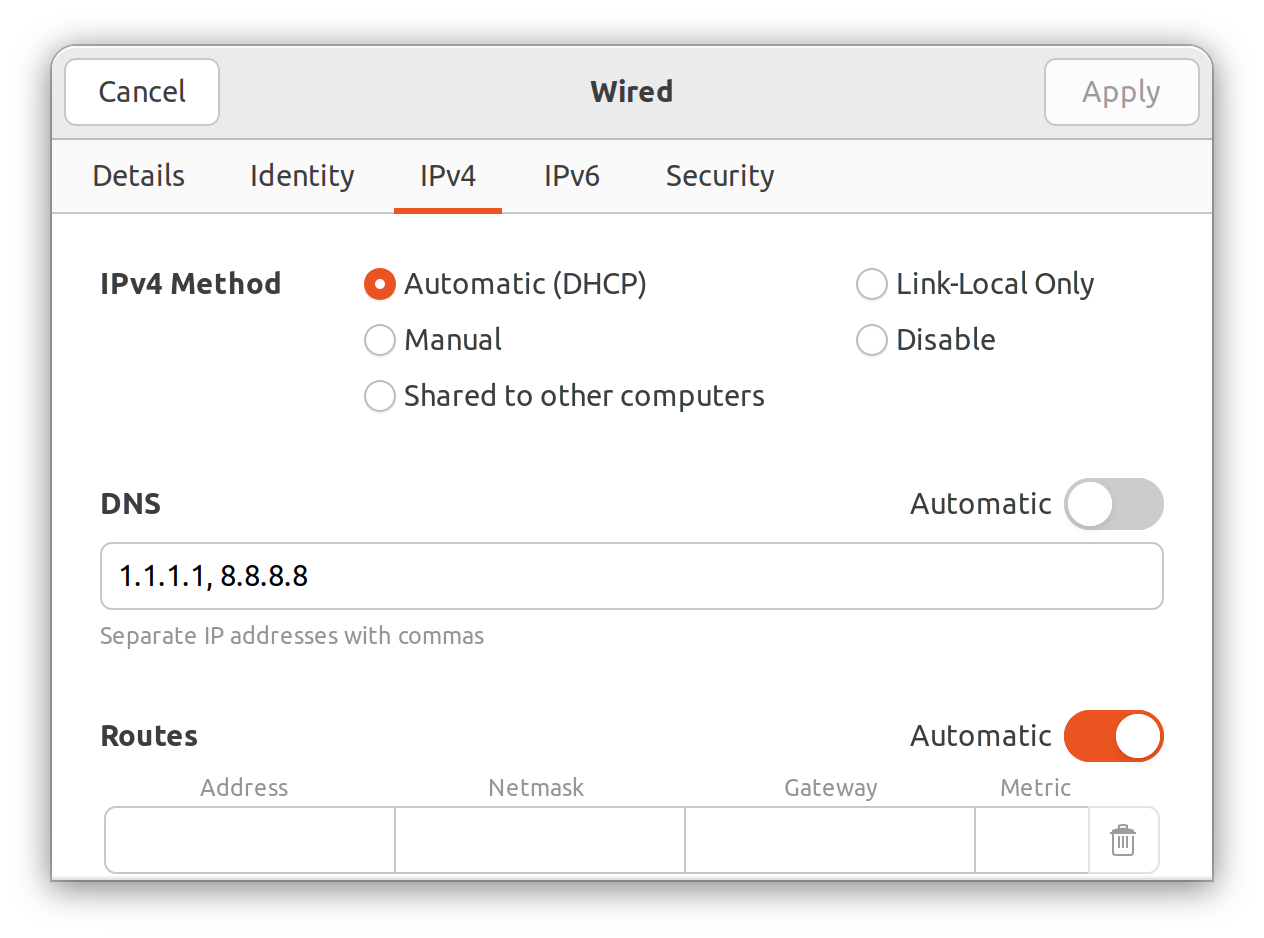 Cancel Wired Apply
Details Identity IPv4 IPv6 Security
IPv4 Method Automatic (DHCP) Link-Local Only
Manual Disable
Shared to other computers
DNS Automatic
1.1.1.1, 8.8.8.8
Separate IP addresses with commas
Routes Automatic
Address Netmask Gateway Metric